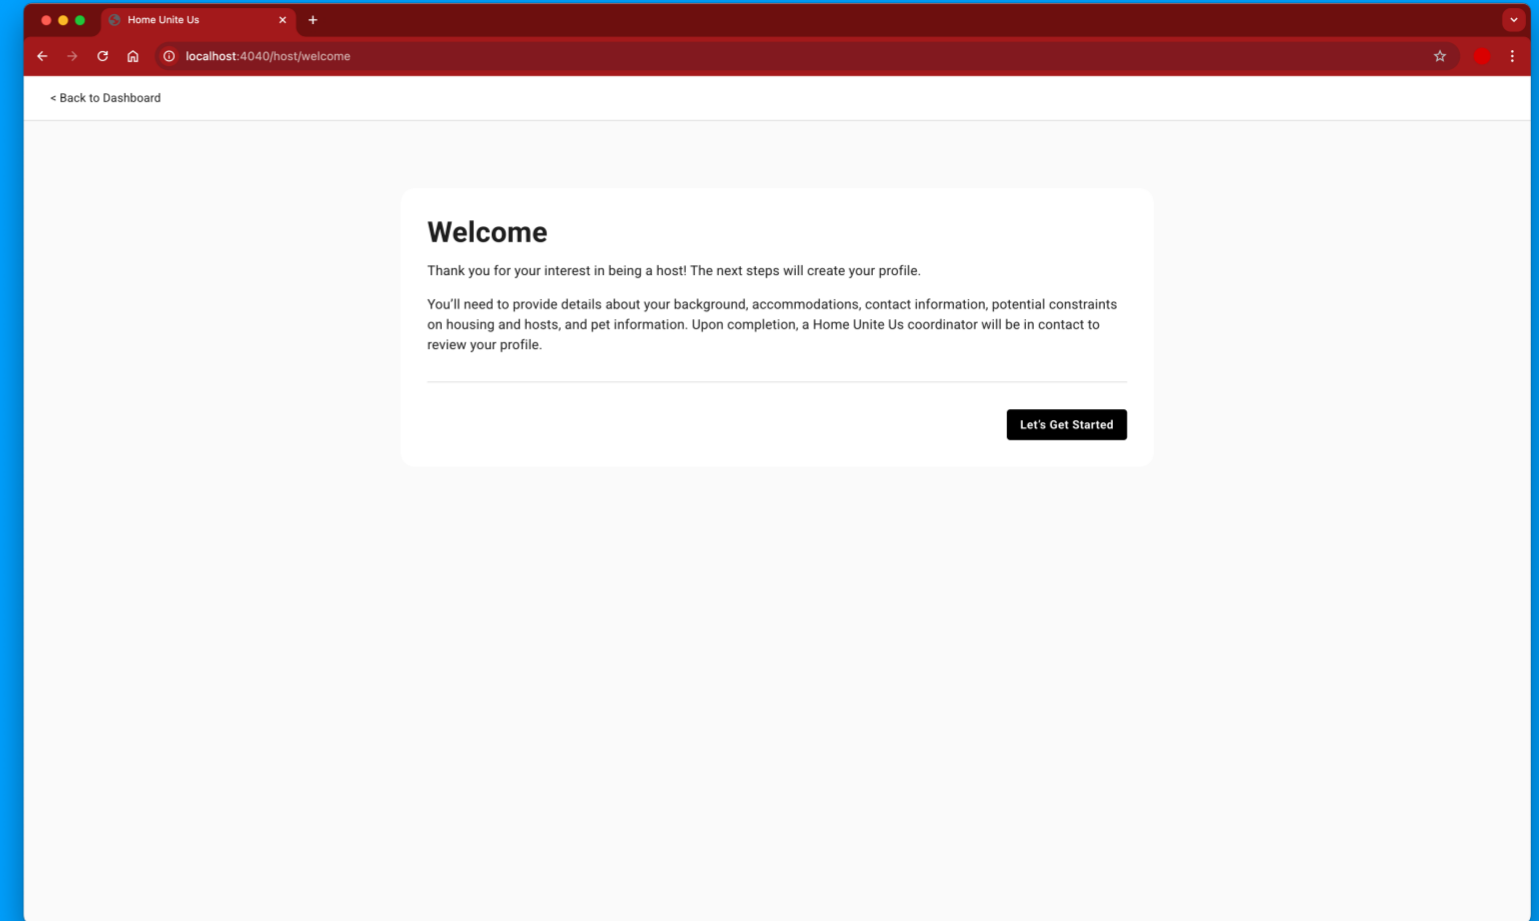 Home Unite Us
localhost:4040/host/welcome
< Back to Dashboard
Welcome
Thank you for your interest in being a host! The next steps will create your profile.
You'll need to provide details about your background, accommodations, contact information, potential constraints
on housing and hosts, and pet information. Upon completion, a Home Unite Us coordinator will be in contact to
review your profile.
Let's Get Started